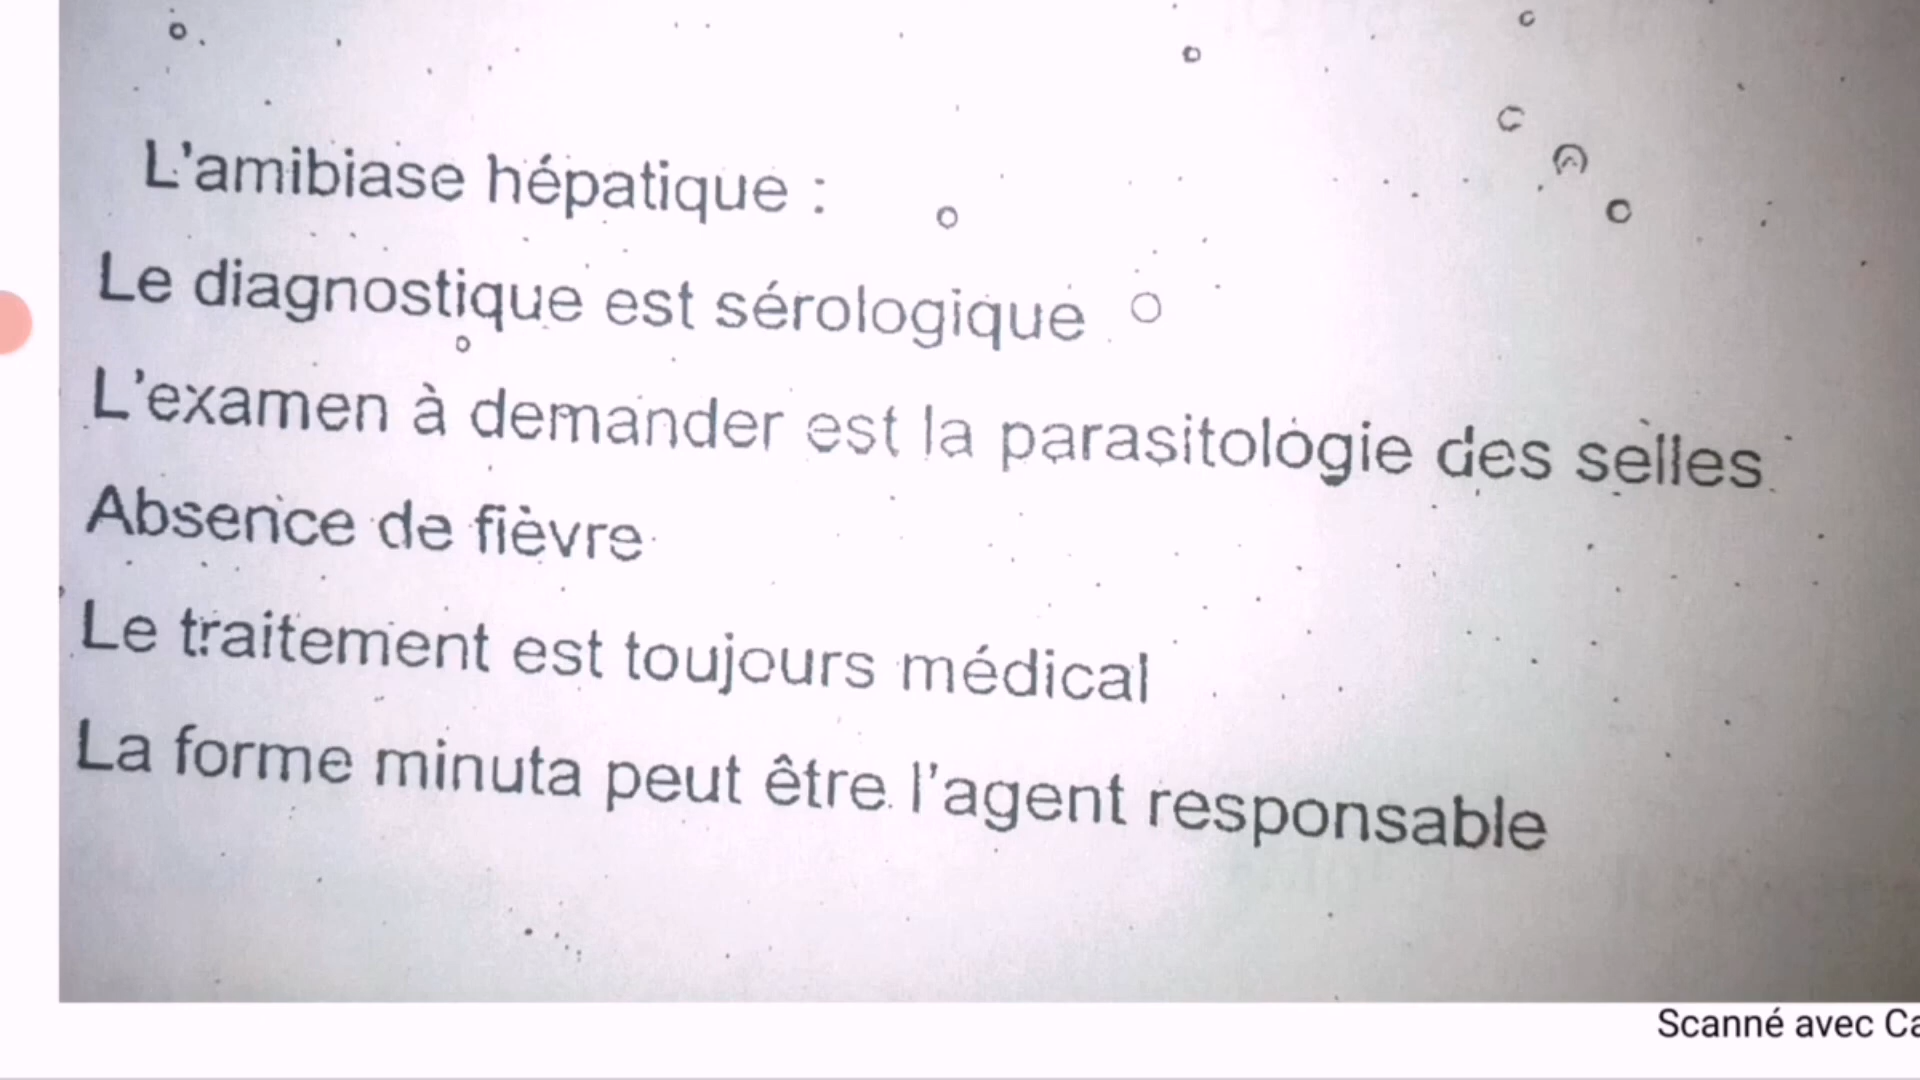 L'amibiase hépatique :
Le diagnostique est sérologique
L'examen à demander est la parasitologie des selles
Absence de fièvre
Le traitement est toujours médical
La forme minuta peut être l'agent responsable
Scanné avec Ca